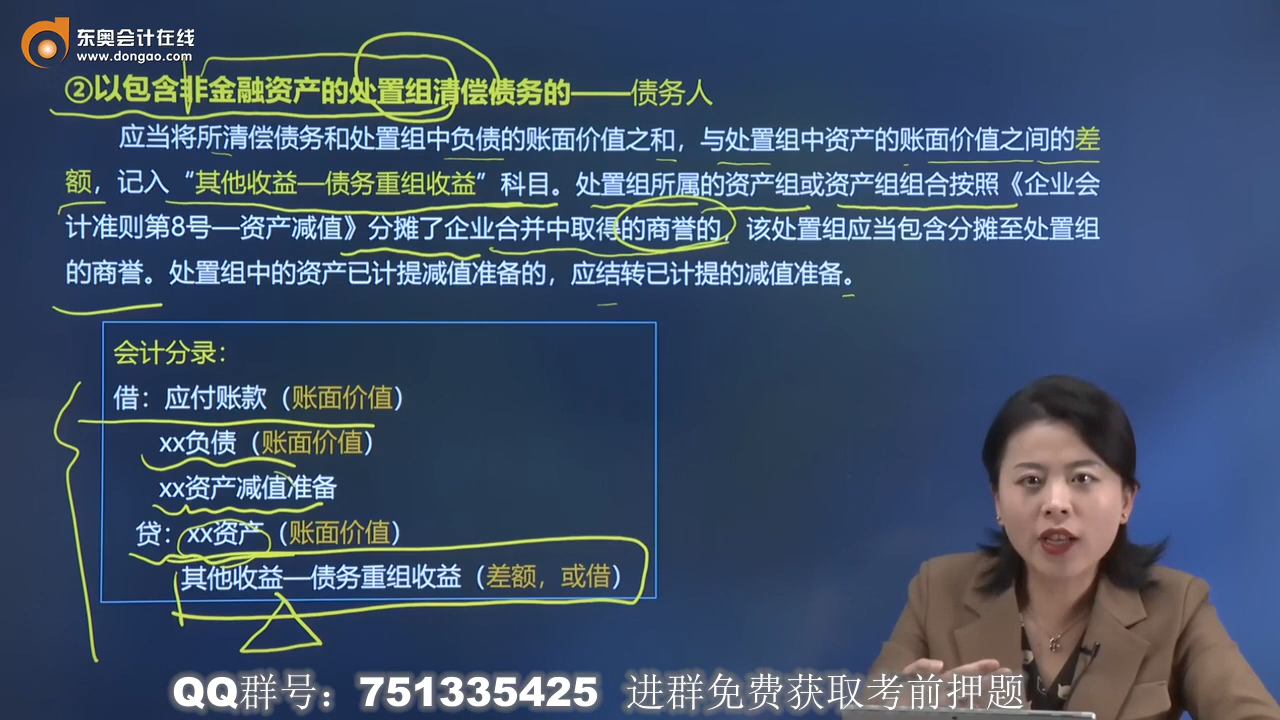 东奥会计在线
www.dongao.com
②以包含非金融资产的处置组清偿债务的——债务人
应当将所清偿债务和处置组中负债的账面价值之和，与处置组中资产的账面价值之间的差
额，记入“其他收益—债务重组收益”科目。处置组所属的资产组或资产组组合按照《企业会
计准则第8号—资产减值》分摊了企业合并中取得的商誉的，该处置组应当包含分摊至处置组
的商誉。处置组中的资产已计提减值准备的，应结转已计提的减值准备。
会计分录：
借：应付账款（账面价值）
xx负债（账面价值）
xx资产减值准备
贷：xx资产（账面价值）
其他收益—债务重组收益（差额，或借）
QQ群号：751335425 进群免费获取考前押题